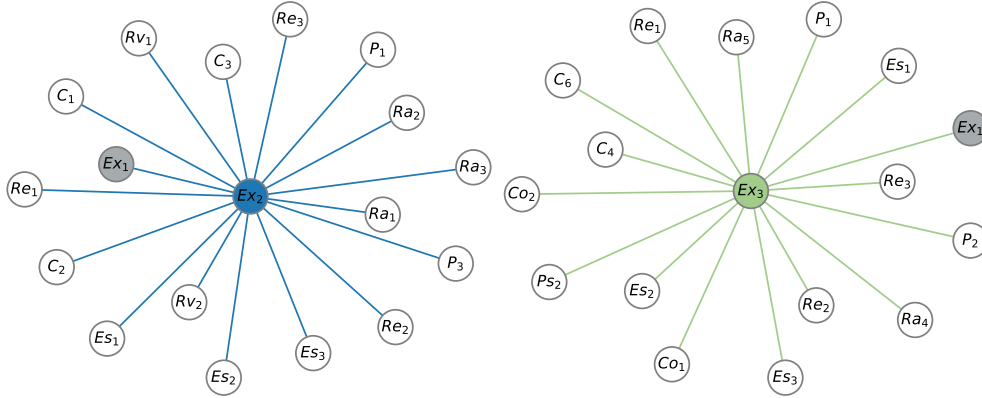 Re₃
Rv₁
P₁
C₃
C₁
Ra₂
Ex₁
Ra₃
Re₁
Ex₂
Ra₁
C₂
P₃
Rv₂
Es₁
Re₂
Es₃
Es₂
P₁
Re₁
Ra₅
Es₁
C₆
Ex₁
C₄
Re₃
Co₂
Ex₃
P₂
Ps₂
Es₂
Re₂
Ra₄
Co₁
Es₃